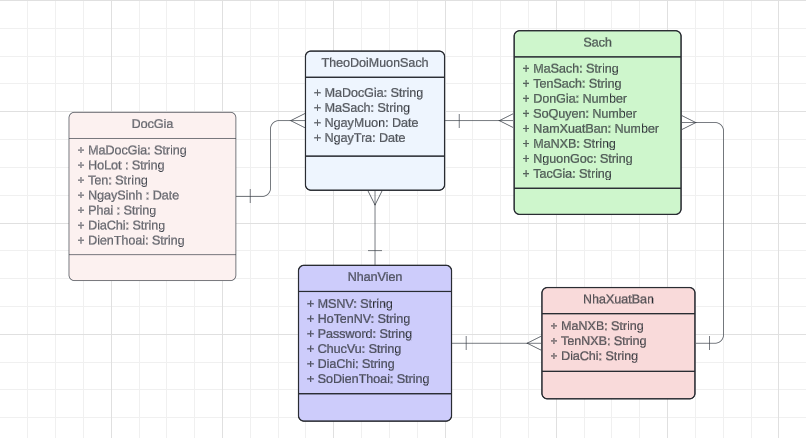 DocGia
+ MaDocGia: String
+ HoLot : String
+ Ten: String
+ NgaySinh : Date
+ Phai : String
+ DiaChi: String
+ DienThoai: String
TheoDoiMuonSach
+ MaDocGia: String
+ MaSach: String
+ NgayMuon: Date
+ NgayTra: Date
Sach
+ MaSach: String
+ TenSach: String
+ DonGia: Number
+ SoQuyen: Number
+ NamXuatBan: Number
+ MaNXB: String
+ NguonGoc: String
+ TacGia: String
NhanVien
+ MSNV: String
+ HoTenNV: String
+ Password: String
+ ChucVu: String
+ DiaChi: String
+ SoDienThoai: String
NhaXuatBan
+ MaNXB: String
+ TenNXB: String
+ DiaChi: String